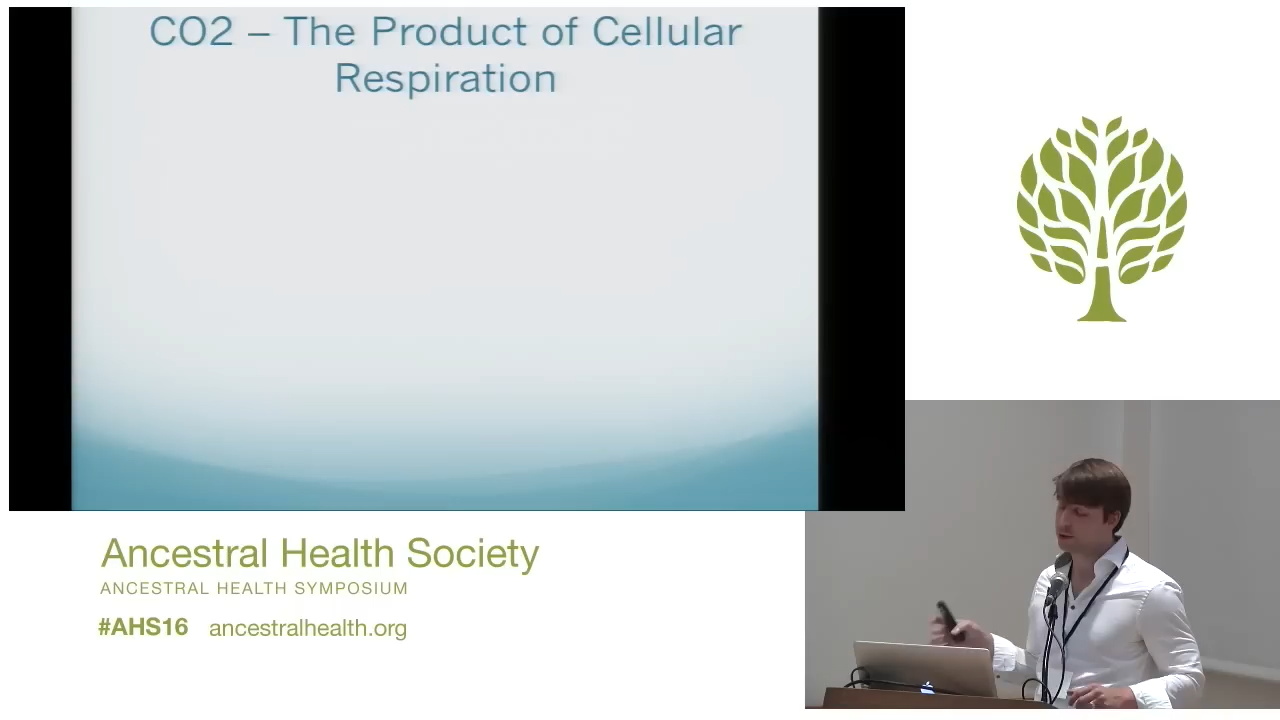 CO2 – The Product of Cellular
Respiration
Ancestral Health Society
ANCESTRAL HEALTH SYMPOSIUM
#AHS16 ancestralhealth.org